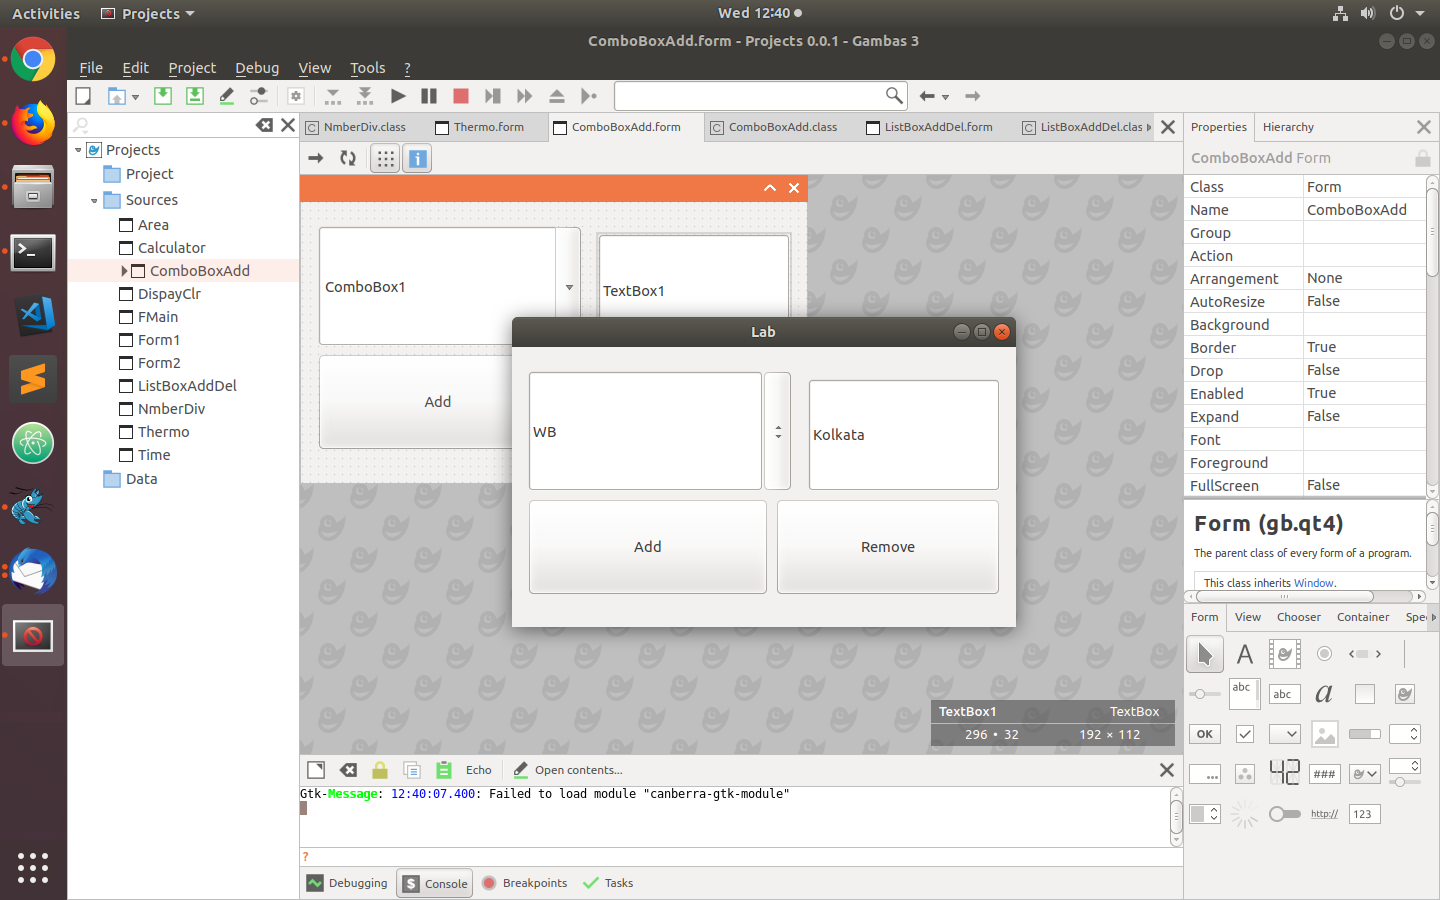 Activities
Projects
Wed 12:40
ComboBoxAdd.form - Projects 0.0.1 - Gambas 3
File Edit Project Debug View Tools ?
NmberDiv.class
Thermo.form
ComboBoxAdd.form
ComboBoxAdd.class
ListBoxAddDel.form
ListBoxAddDel.clas
Projects
Project
Sources
Area
Calculator
ComboBoxAdd
DispayClr
FMain
Form1
Form2
ListBoxAddDel
NmberDiv
Thermo
Time
Data
ComboBox1
TextBox1
Add
Lab
WB
Kolkata
Add
Remove
TextBox1 TextBox
296 • 32 192 × 112
Echo
Open contents...
Gtk-Message: 12:40:07.400: Failed to load module "canberra-gtk-module"
?
Debugging
$ Console
Breakpoints
Tasks
Properties
Hierarchy
ComboBoxAdd Form
Class Form
Name ComboBoxAdd
Group
Action
Arrangement None
AutoResize False
Background
Border True
Drop False
Enabled True
Expand False
Font
Foreground
FullScreen False
Form (gb.qt4)
The parent class of every form of a program.
This class inherits Window.
Form View Chooser Container Spe
A
abc
abc
a
OK
...
42
###
http://
123